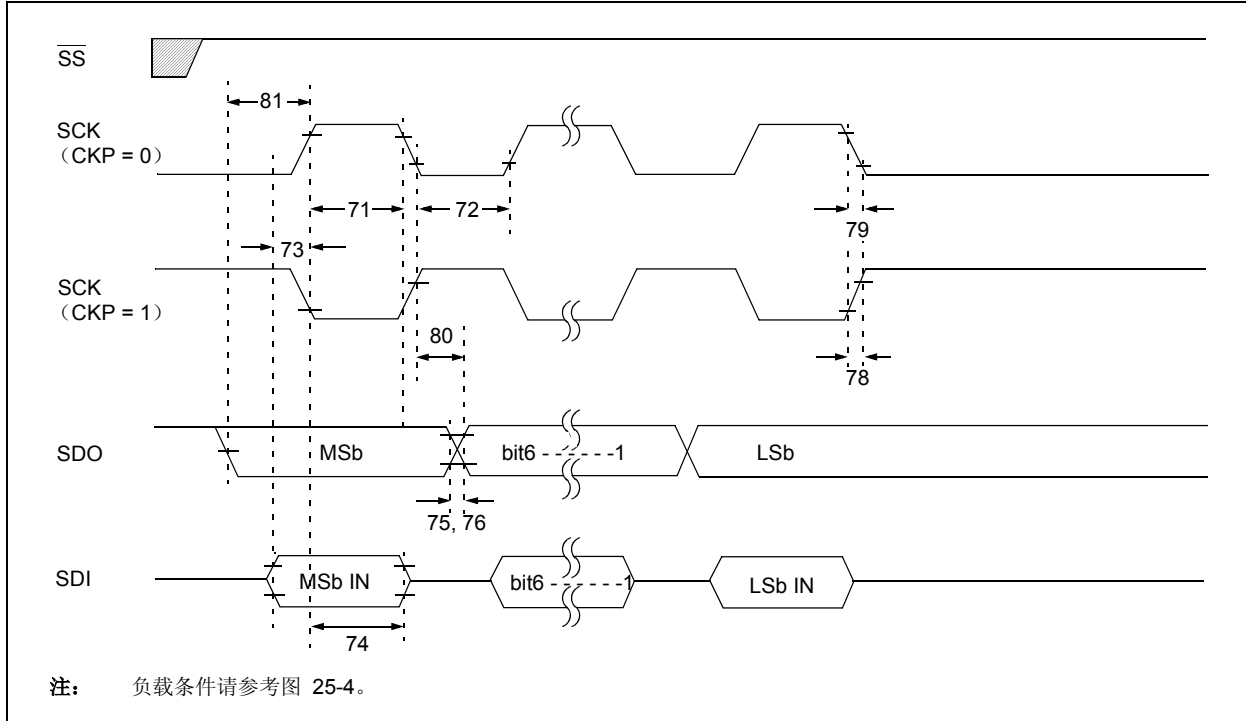 SS
81
SCK
（CKP = 0）
71
72
79
73
SCK
（CKP = 1）
80
78
SDO
MSb
bit6 - - - - - -1
LSb
75, 76
SDI
MSb IN
bit6 - - - - - - - -1
LSb IN
74
注： 负载条件请参考图 25-4。